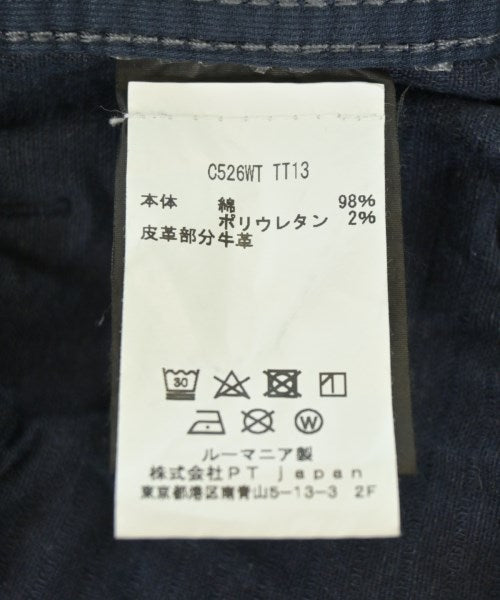 C526WT TT13
本体 綿 98%
ポリウレタン 2%
皮革部分牛革
30
W
ルーマニア製
株式会社PT japan
東京都港区南青山5-13-3 2F